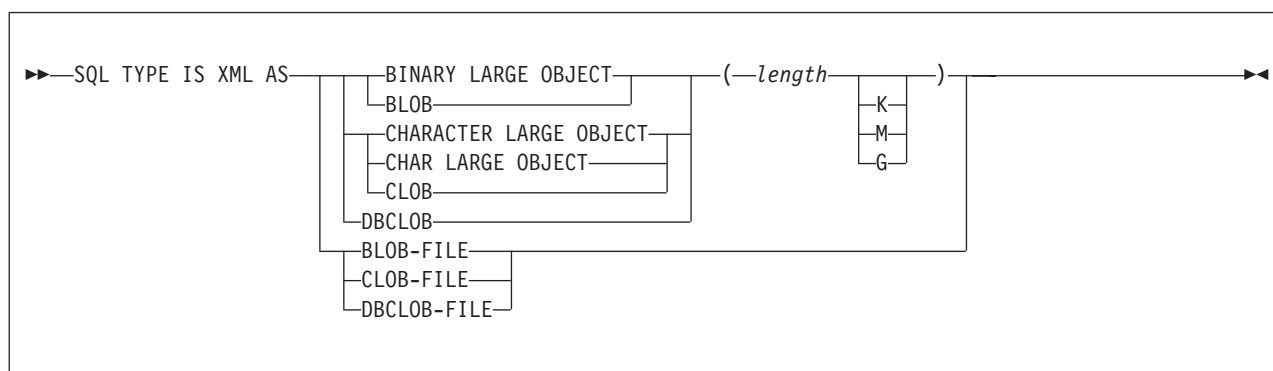 SQL TYPE IS XML AS BINARY LARGE OBJECT ( length )
BLOB K
CHARACTER LARGE OBJECT M
CHAR LARGE OBJECT G
CLOB
DBCLOB
BLOB-FILE
CLOB-FILE
DBCLOB-FILE